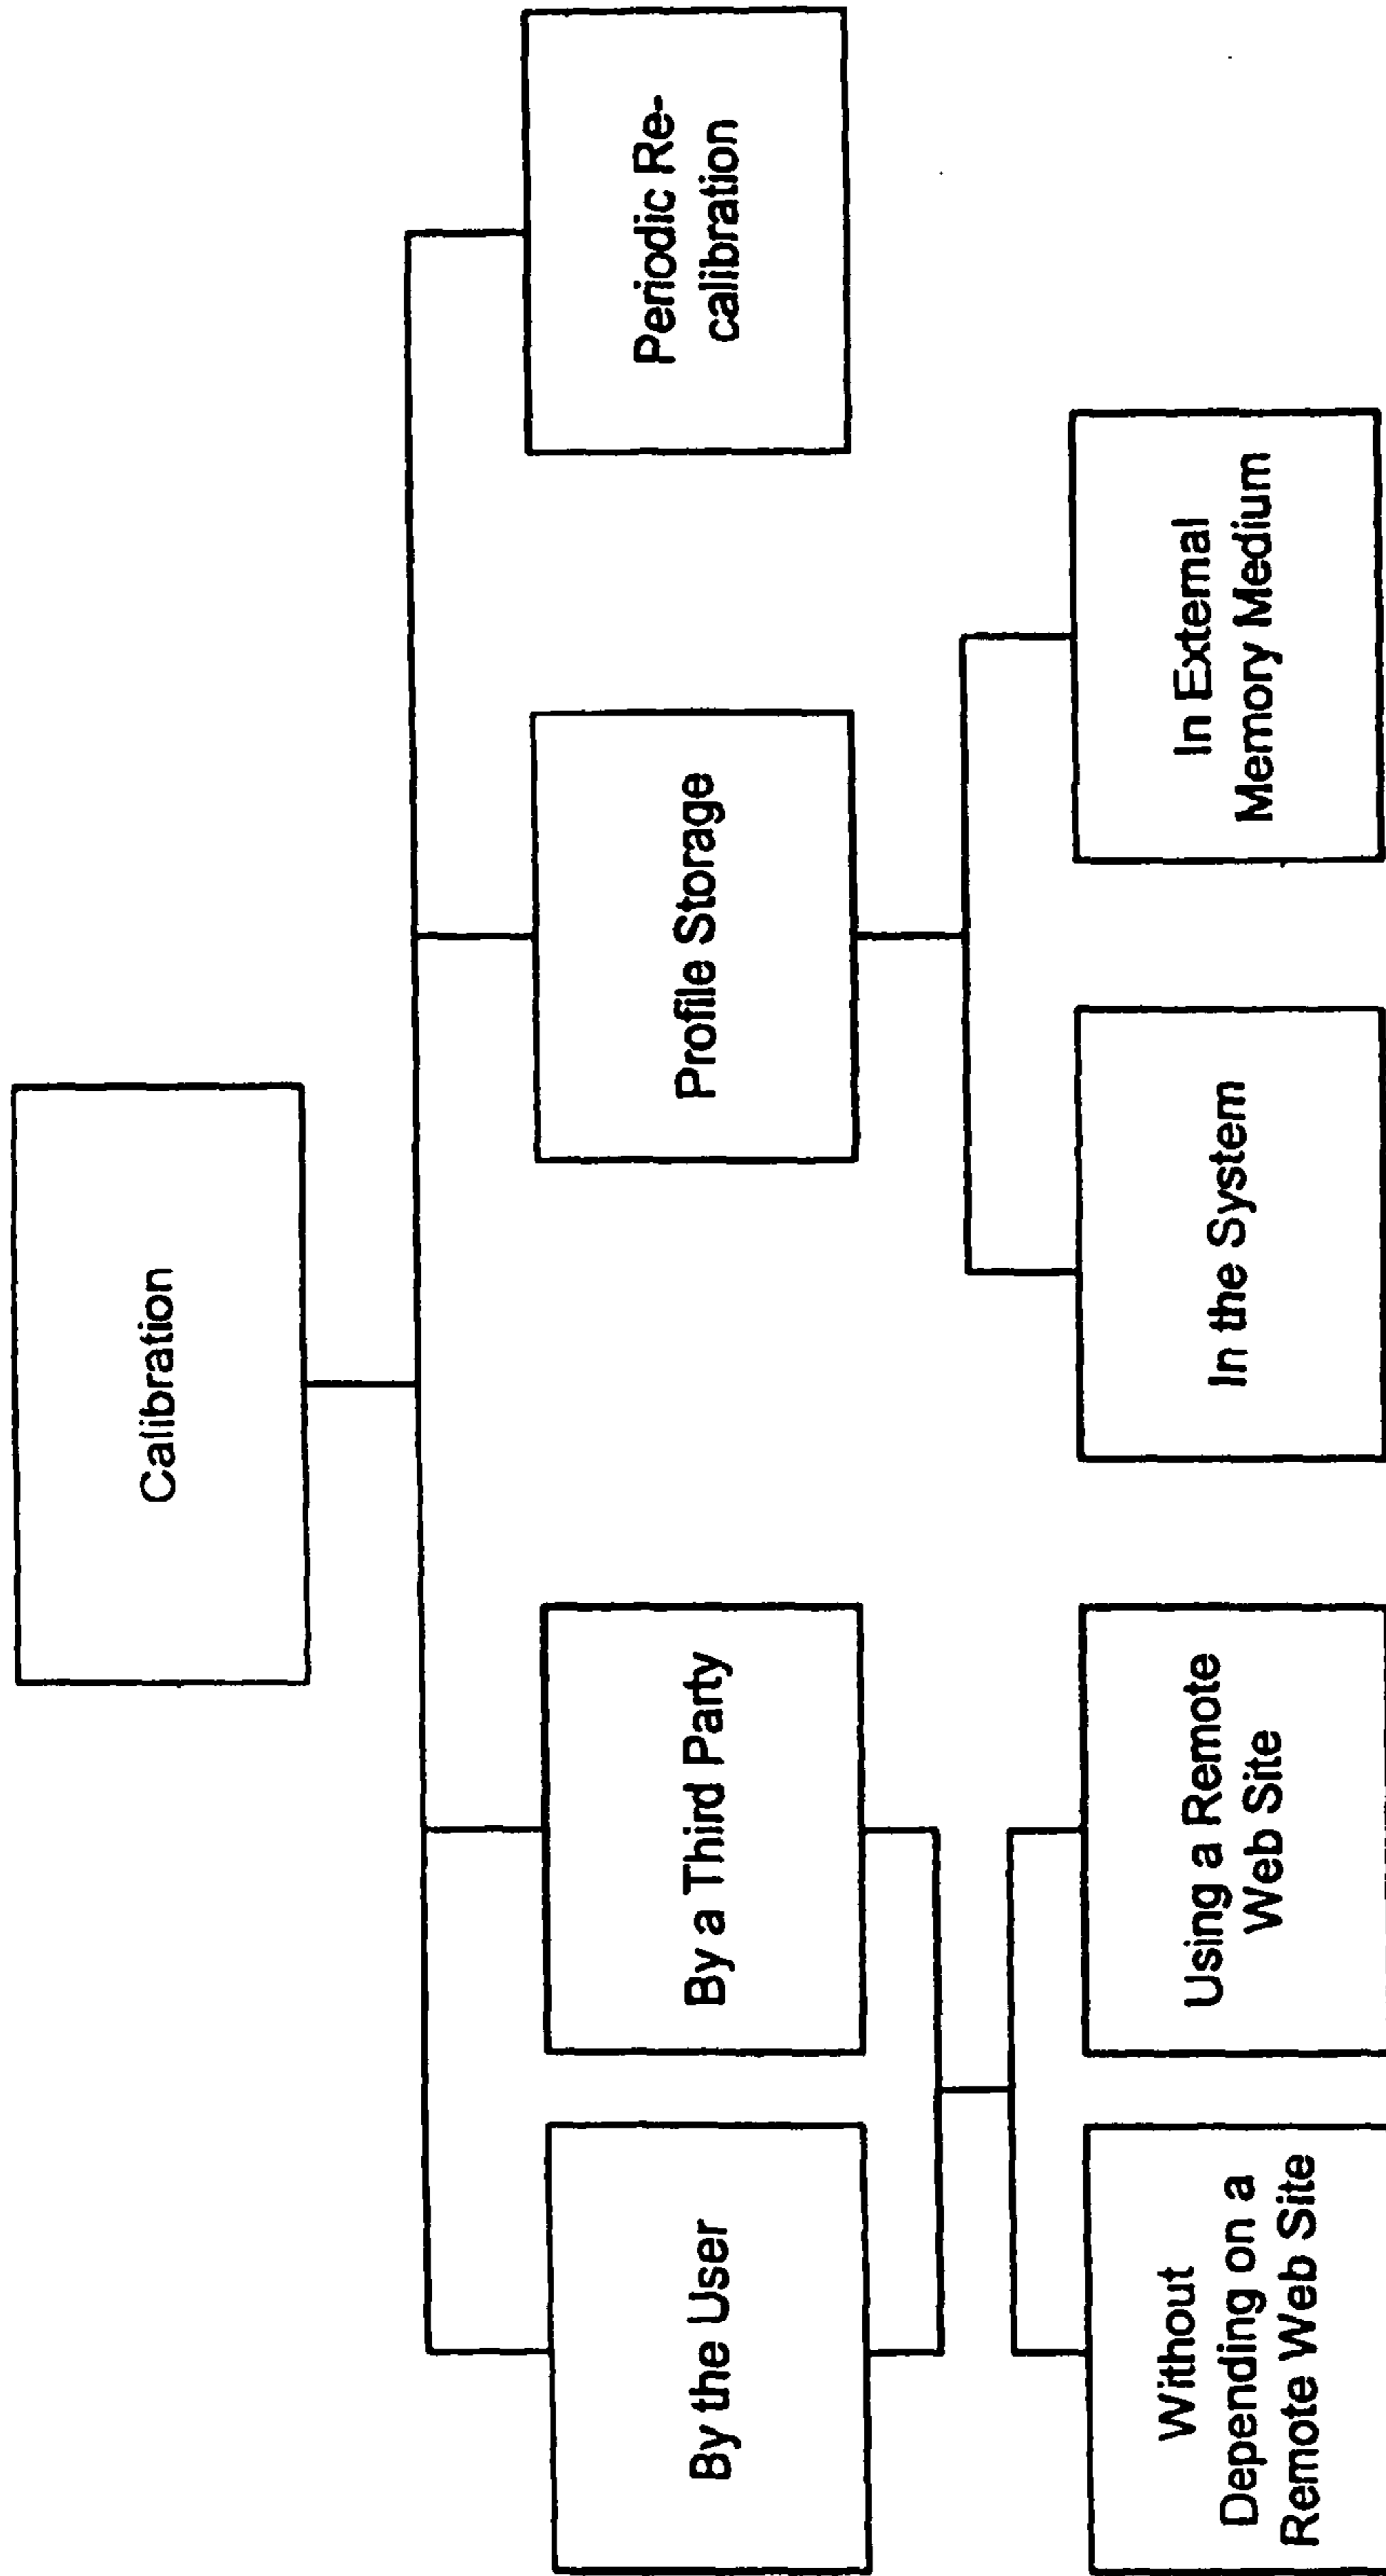 Calibration
By the User
By a Third Party
Profile Storage
Periodic Re-
calibration
Without
Depending on a
Remote Web Site
Using a Remote
Web Site
In the System
In External
Memory Medium